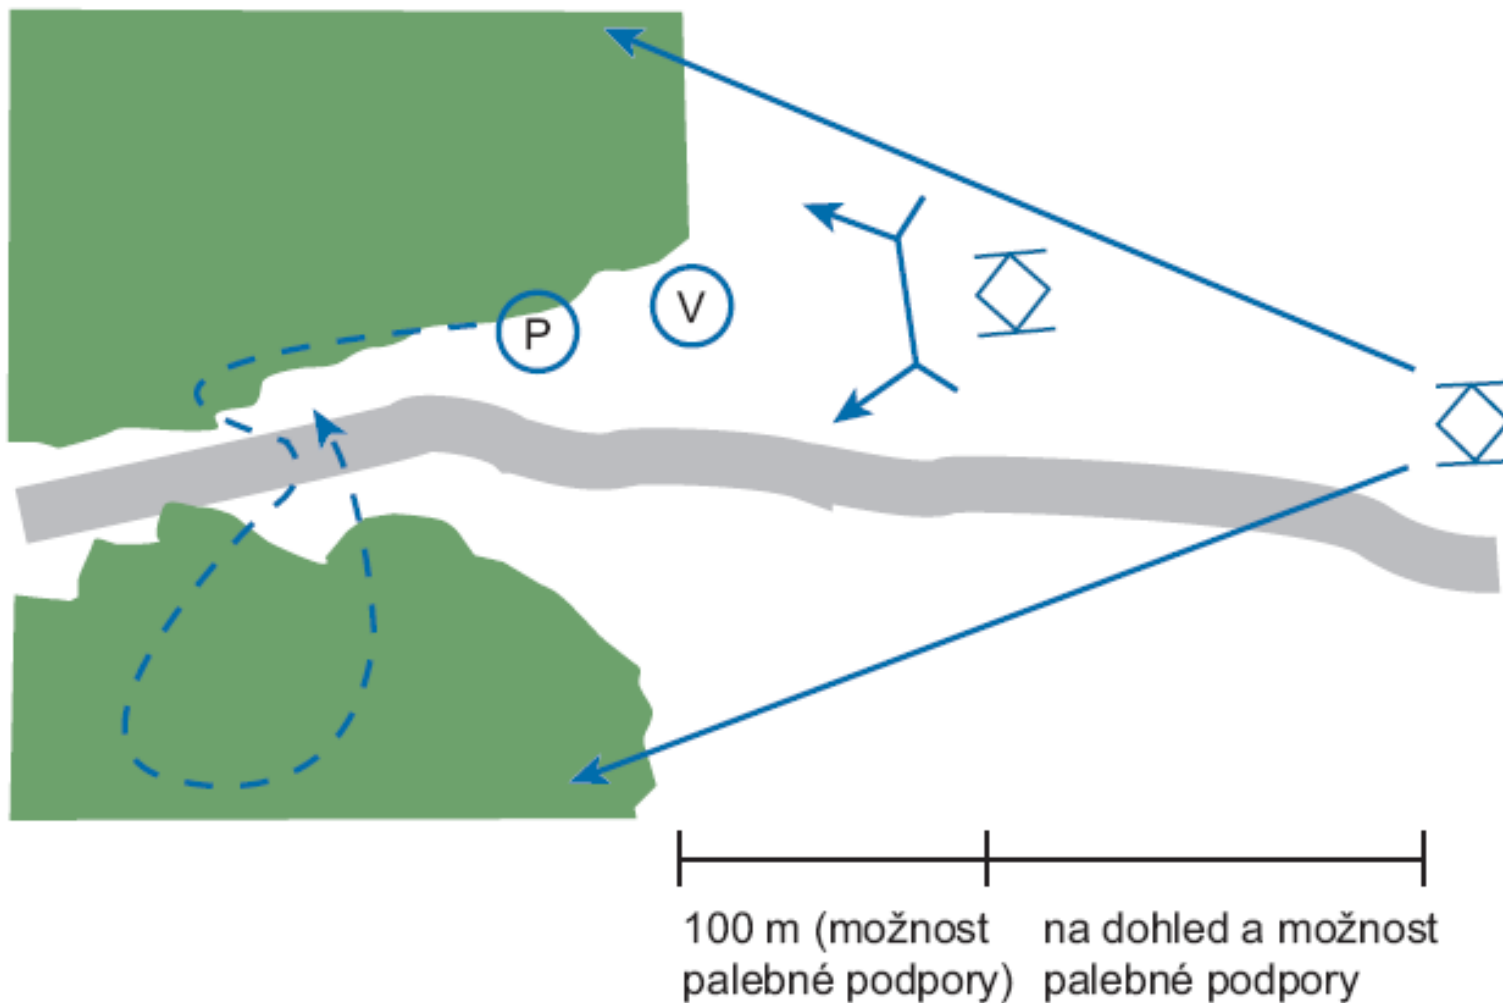 P
V
100 m (možnost
palebné podpory)
na dohled a možnost
palebné podpory